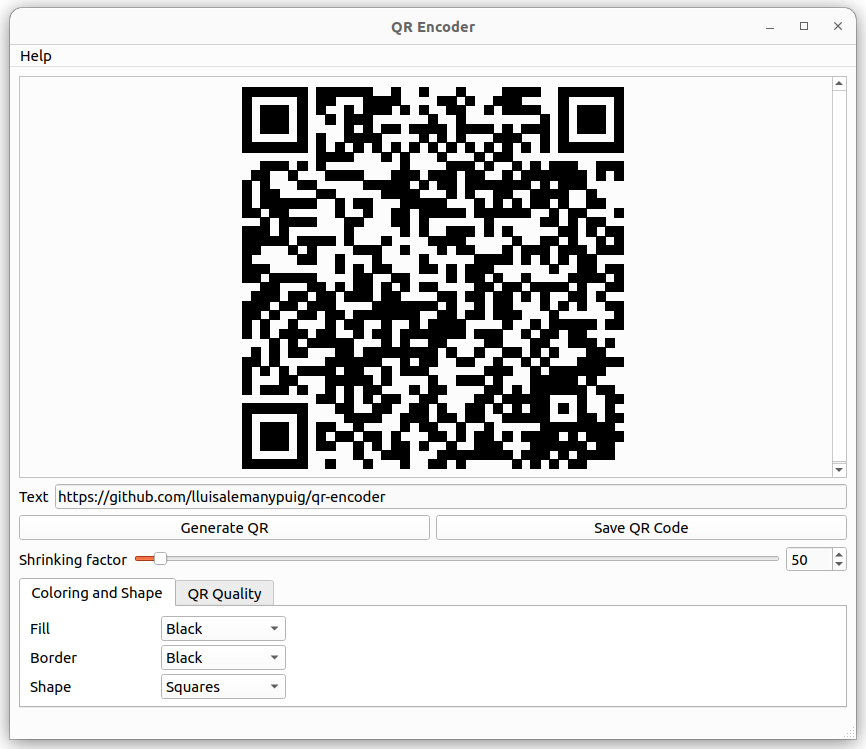 QR Encoder
Help
Text https://github.com/lluisalemanypuig/qr-encoder
Generate QR Save QR Code
Shrinking factor 50
Coloring and Shape QR Quality
Fill Black
Border Black
Shape Squares